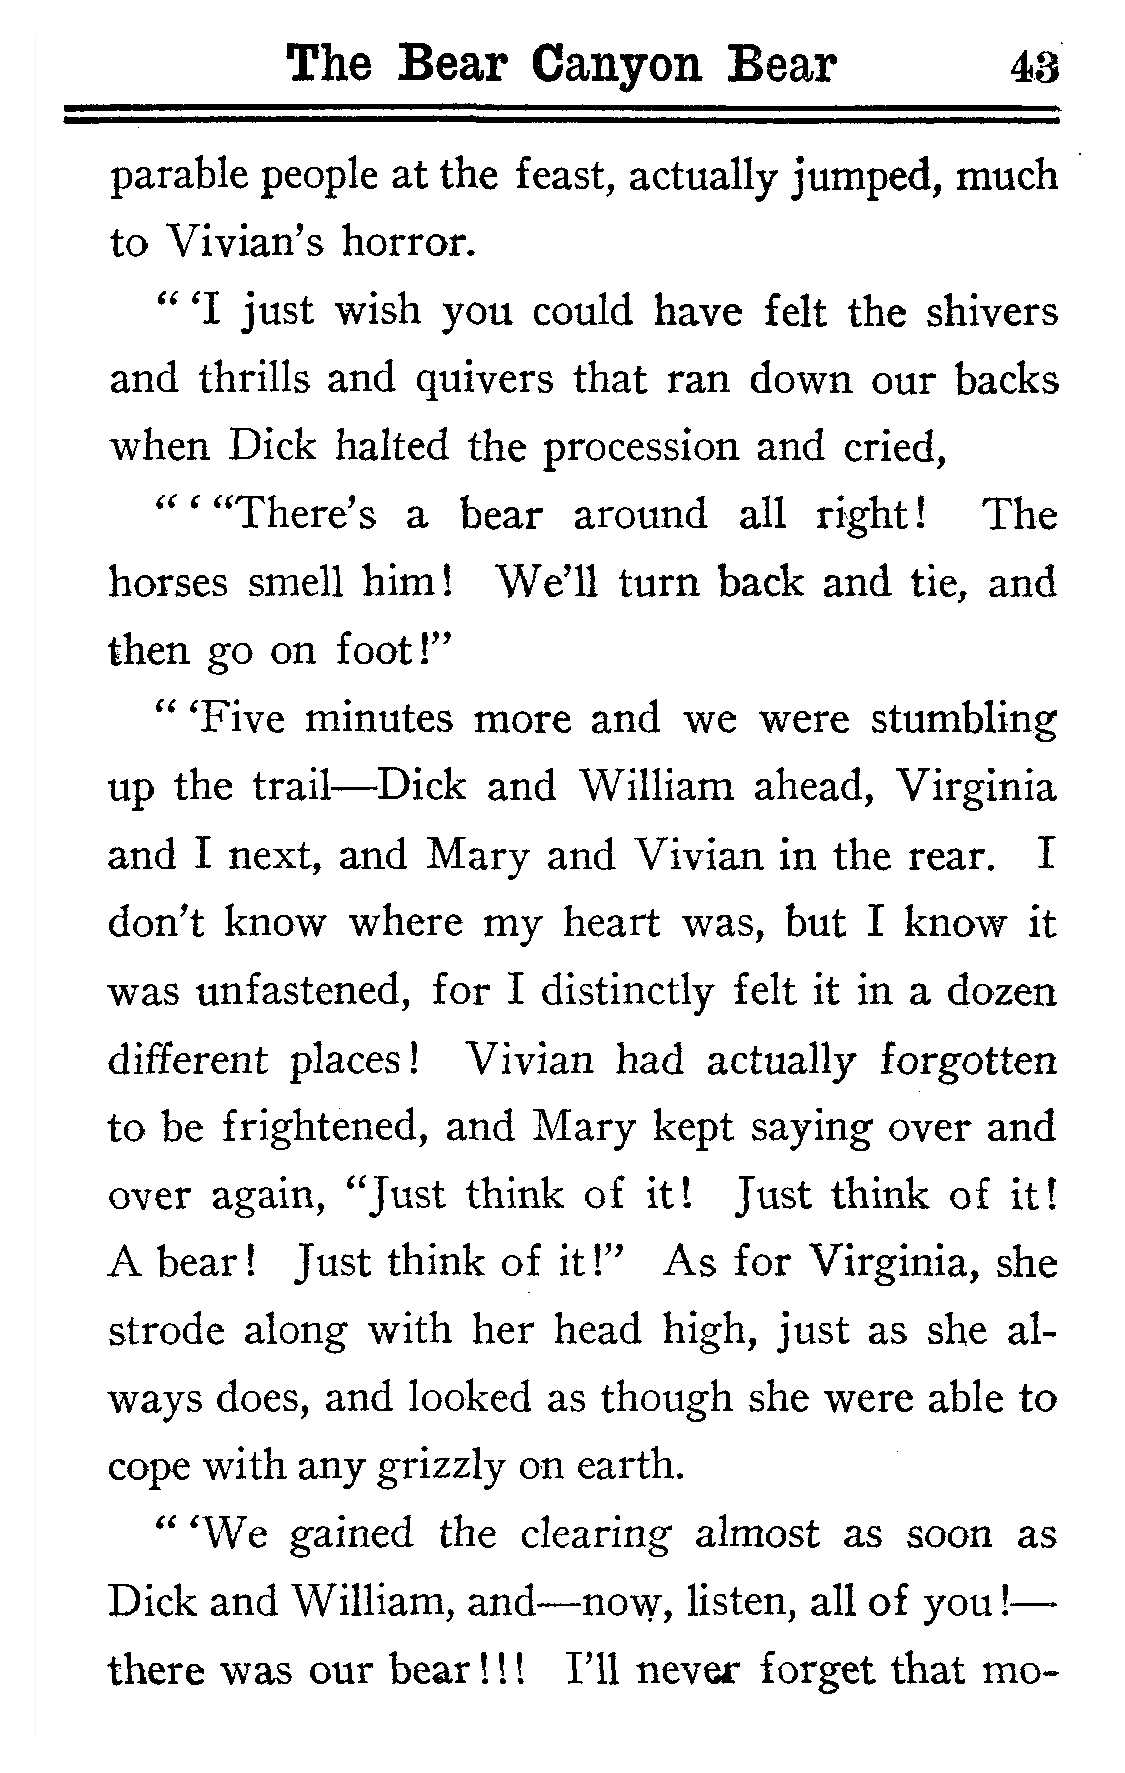 The Bear Canyon Bear 43
parable people at the feast, actually jumped, much
to Vivian's horror.
" 'I just wish you could have felt the shivers
and thrills and quivers that ran down our backs
when Dick halted the procession and cried,
" ' "There's a bear around all right! The
horses smell him! We'll turn back and tie, and
then go on foot!"
" 'Five minutes more and we were stumbling
up the trail—Dick and William ahead, Virginia
and I next, and Mary and Vivian in the rear. I
don't know where my heart was, but I know it
was unfastened, for I distinctly felt it in a dozen
different places! Vivian had actually forgotten
to be frightened, and Mary kept saying over and
over again, "Just think of it! Just think of it!
A bear! Just think of it!" As for Virginia, she
strode along with her head high, just as she al-
ways does, and looked as though she were able to
cope with any grizzly on earth.
" 'We gained the clearing almost as soon as
Dick and William, and—now, listen, all of you!—
there was our bear!!! I'll never forget that mo-